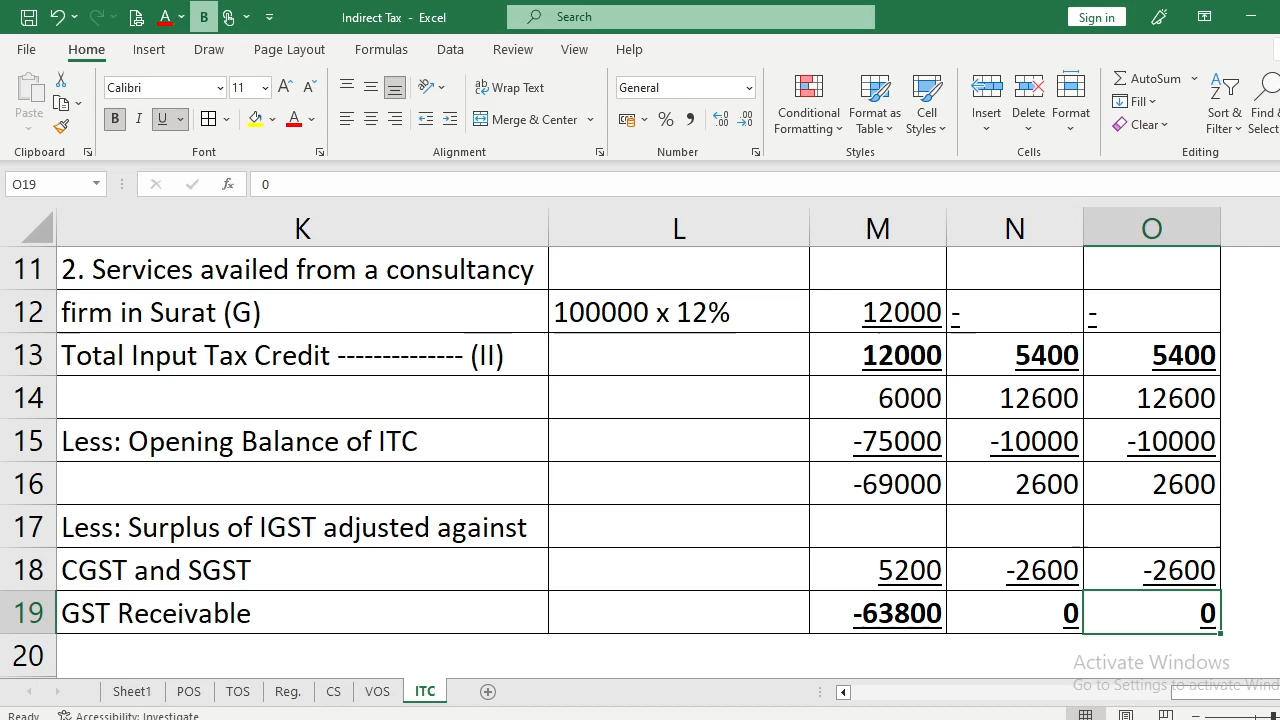 Indirect Tax - Excel
Search
Sign in
File Home Insert Draw Page Layout Formulas Data Review View Help
Paste
Calibri 11
B I U
Wrap Text
Merge & Center
General
Conditional Formatting
Format as Table
Cell Styles
Insert Delete Format
AutoSum
Fill
Clear
Sort & Filter
Find & Select
Clipboard Font Alignment Number Styles Cells Editing
O19 fx 0
K L M N O
11 2. Services availed from a consultancy
12 firm in Surat (G) 100000 x 12% 12000 - -
13 Total Input Tax Credit -------------- (II) 12000 5400 5400
14 6000 12600 12600
15 Less: Opening Balance of ITC -75000 -10000 -10000
16 -69000 2600 2600
17 Less: Surplus of IGST adjusted against
18 CGST and SGST 5200 -2600 -2600
19 GST Receivable -63800 0 0
20
Activate Windows
Go to Settings to activate Wind
Sheet1 POS TOS Reg. CS VOS ITC
Ready Accessibility: Investigate